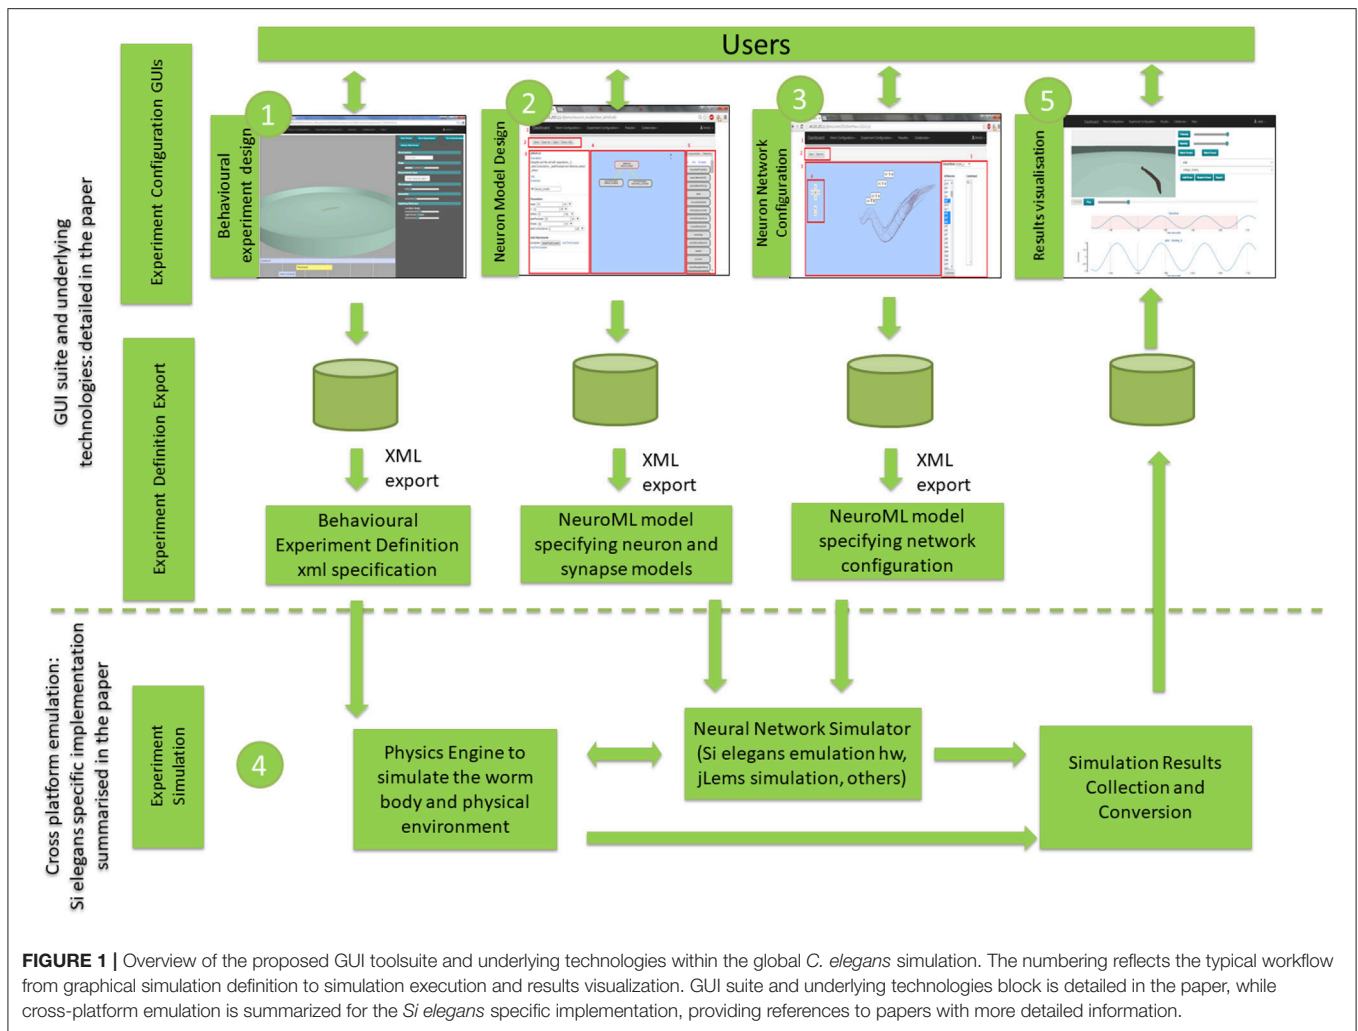 Users
Experiment Configuration GUIs
GUI suite and underlying
technologies: detailed in the paper
1
Behavioural
experiment design
2
Neuron Model Design
3
Neuron Network
Configuration
5
Results visualisation
Experiment Definition Export
XML
export
XML
export
XML
export
Behavioural
Experiment Definition
xml specification
NeuroML model
specifying neuron and
synapse models
NeuroML model
specifying network
configuration
Cross platform emulation:
Si elegans specific implementation
summarised in the paper
Experiment
Simulation
4
Physics Engine to
simulate the worm
body and physical
environment
Neural Network Simulator
(Si elegans emulation hw,
jLems simulation, others)
Simulation Results
Collection and
Conversion
FIGURE 1 | Overview of the proposed GUI toolsuite and underlying technologies within the global C. elegans simulation. The numbering reflects the typical workflow
from graphical simulation definition to simulation execution and results visualization. GUI suite and underlying technologies block is detailed in the paper, while
cross-platform emulation is summarized for the Si elegans specific implementation, providing references to papers with more detailed information.